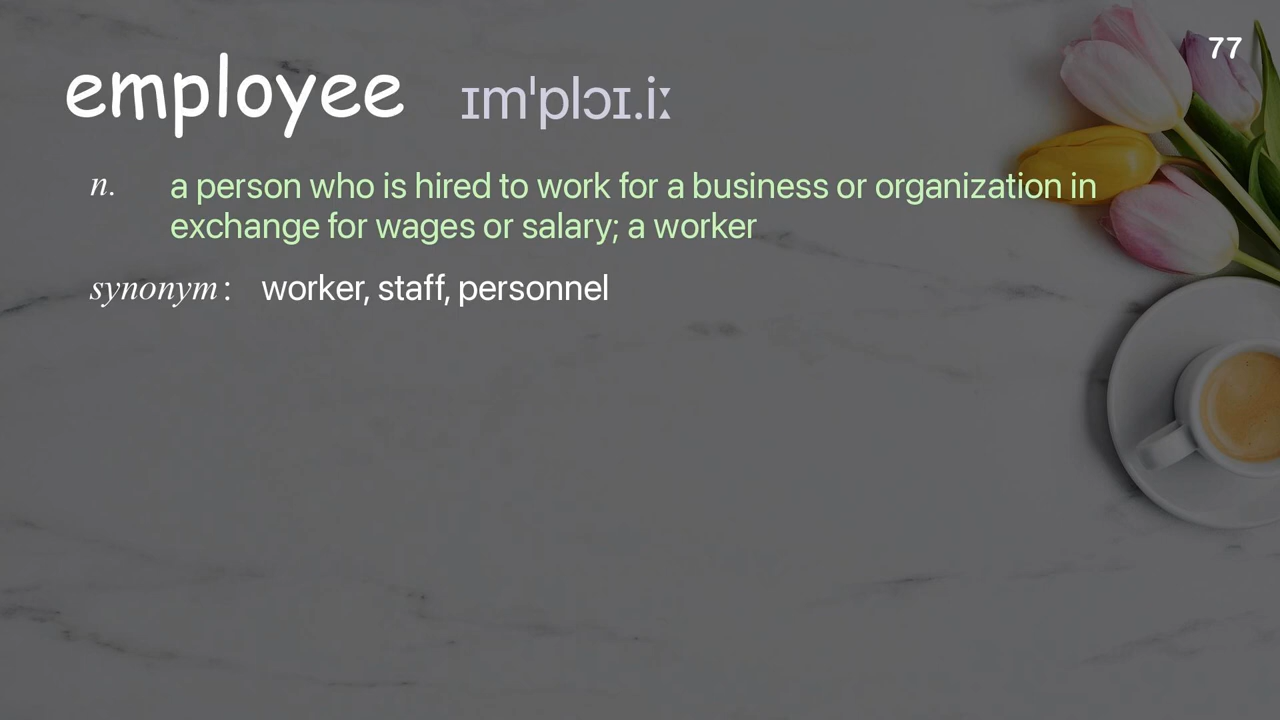 77
employee ɪmˈplɔɪ.iː
n. a person who is hired to work for a business or organization in
exchange for wages or salary; a worker
synonym: worker, staff, personnel